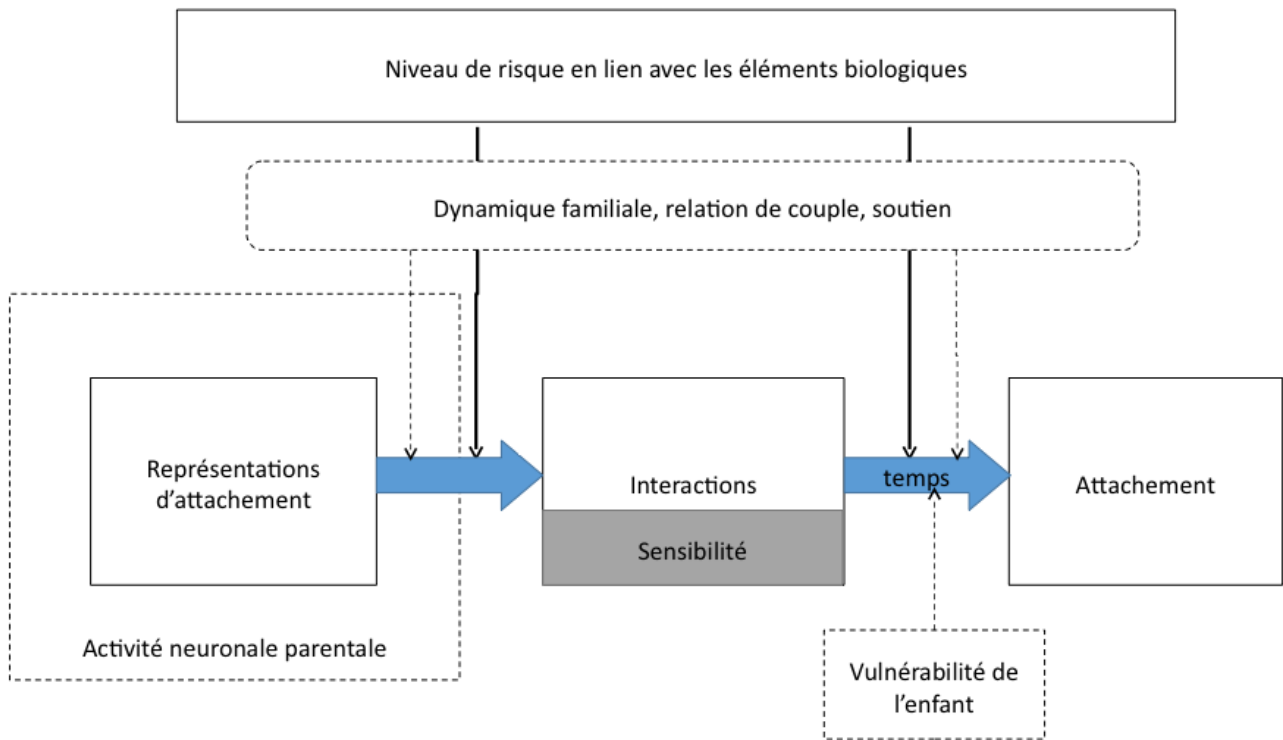 Niveau de risque en lien avec les éléments biologiques
Dynamique familiale, relation de couple, soutien
Représentations
d’attachement
Activité neuronale parentale
Interactions
Sensibilité
temps
Attachement
Vulnérabilité de
l’enfant